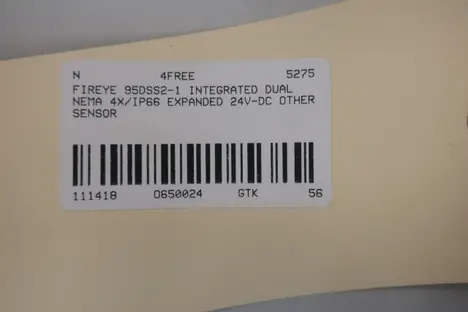 N 4FREE 5275
FIREYE 95DSS2-1 INTEGRATED DUAL
NEMA 4X/IP66 EXPANDED 24V-DC OTHER
SENSOR
111418 0650024 GTK 56